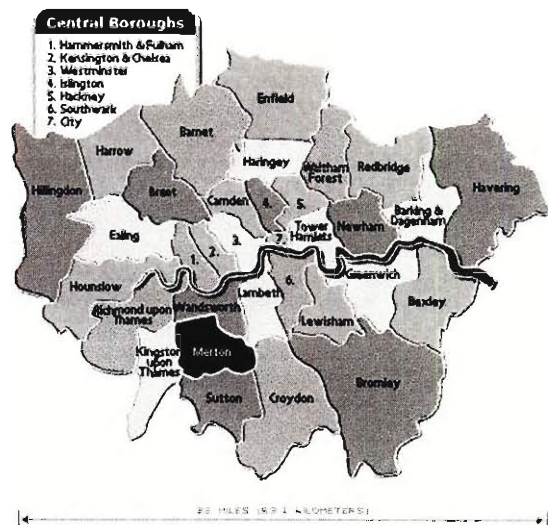 Central Boroughs
1. Hammersmith & Fulham
2. Kensington & Chelsea
3. Westminster
4. Islington
5. Hackney
6. Southwark
7. City
Enfield
Barnet
Harrow
Haringey
Waltham
Forest
Redbridge
Havering
Hillingdon
Brent
Camden
4.
5.
Barking &
Dagenham
Ealing
3.
7.
Tower
Hamlets
Newham
1.
2.
Hounslow
6.
Greenwich
Richmond upon
Thames
Wandsworth
Lambeth
Bexley
Lewisham
Kingston
upon
Thames
Merton
Sutton
Croydon
Bromley
MILES
KILOMETERS)